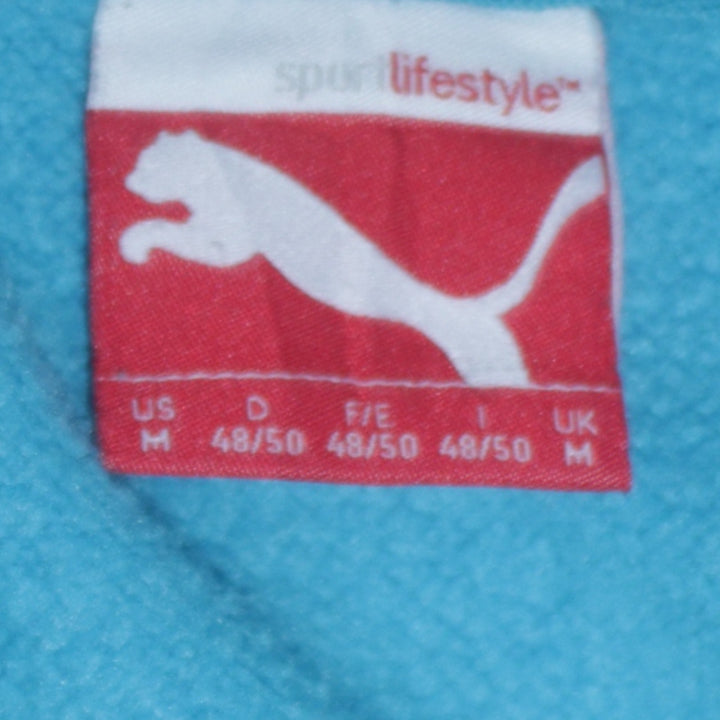 sportlifestyle™
US D F/E I UK
M 48/50 48/50 48/50 M